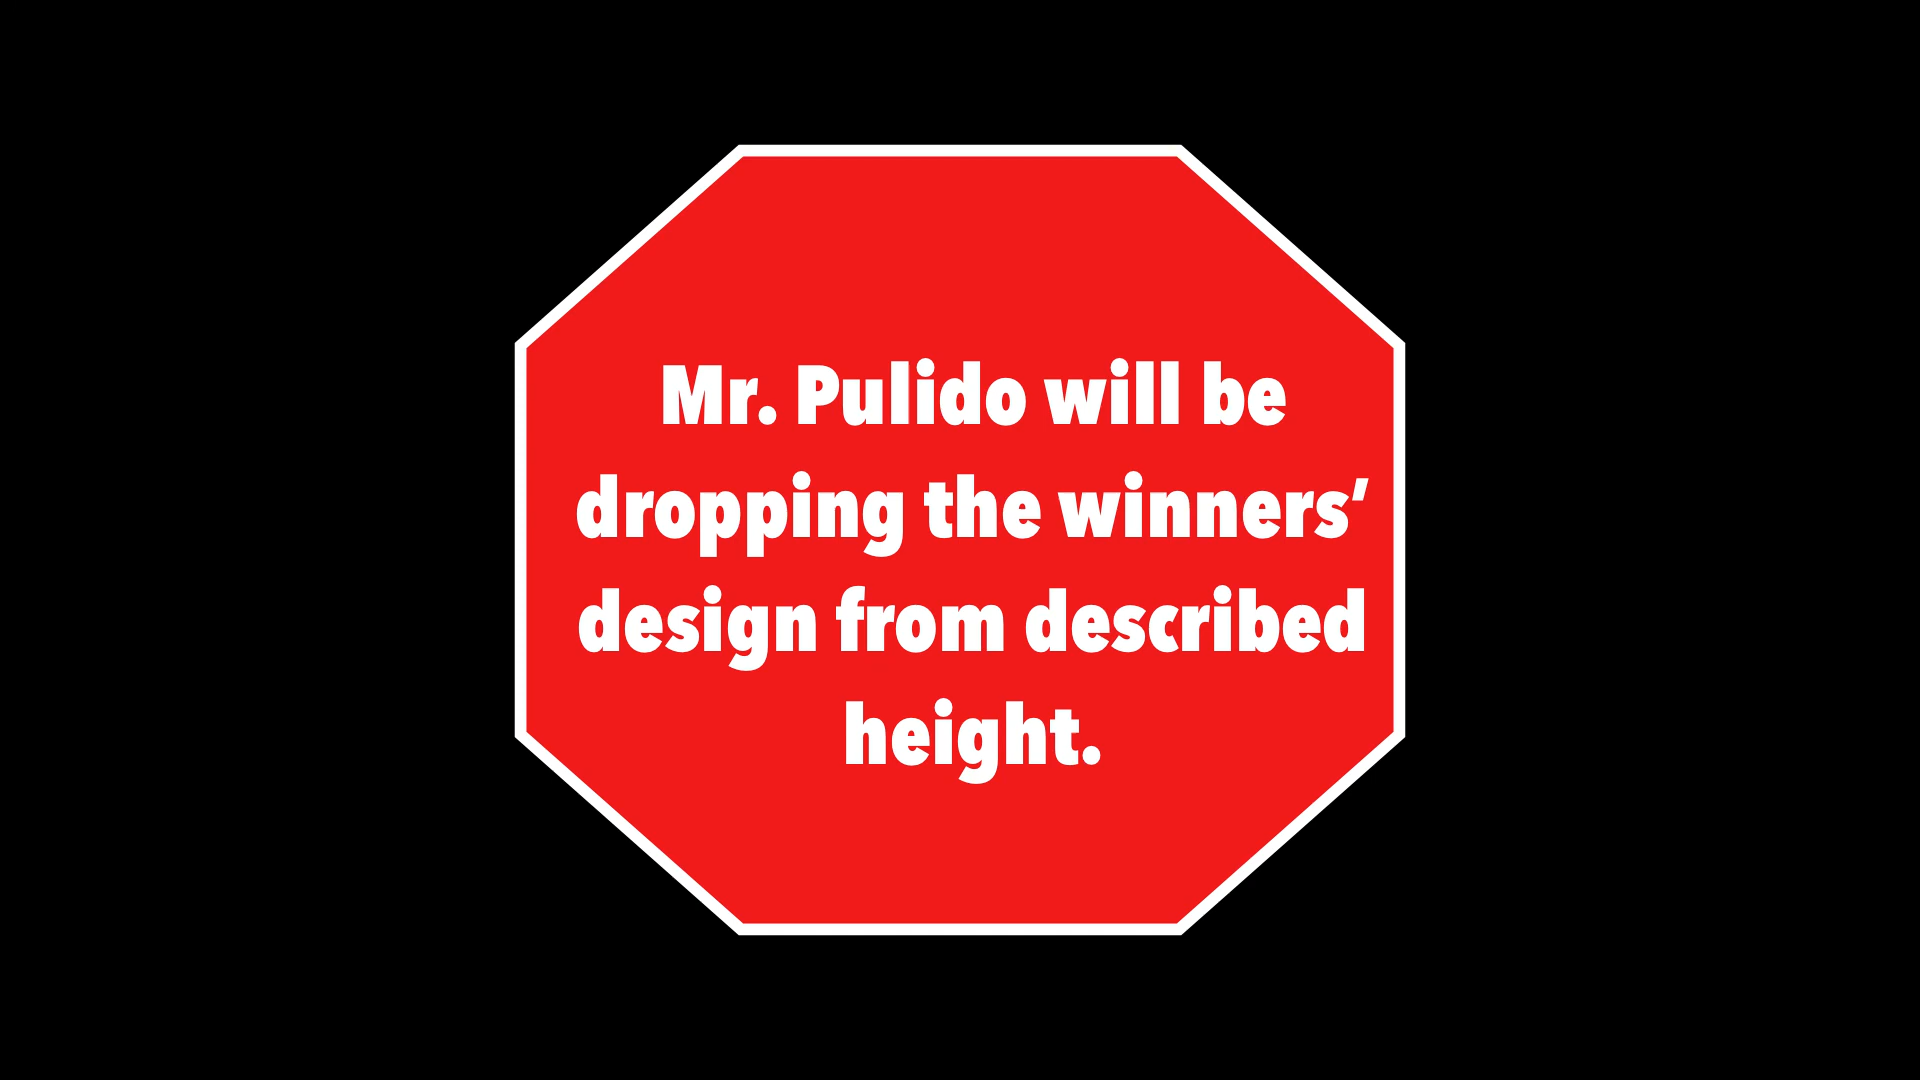 Mr. Pulido will be
dropping the winners’
design from described
height.